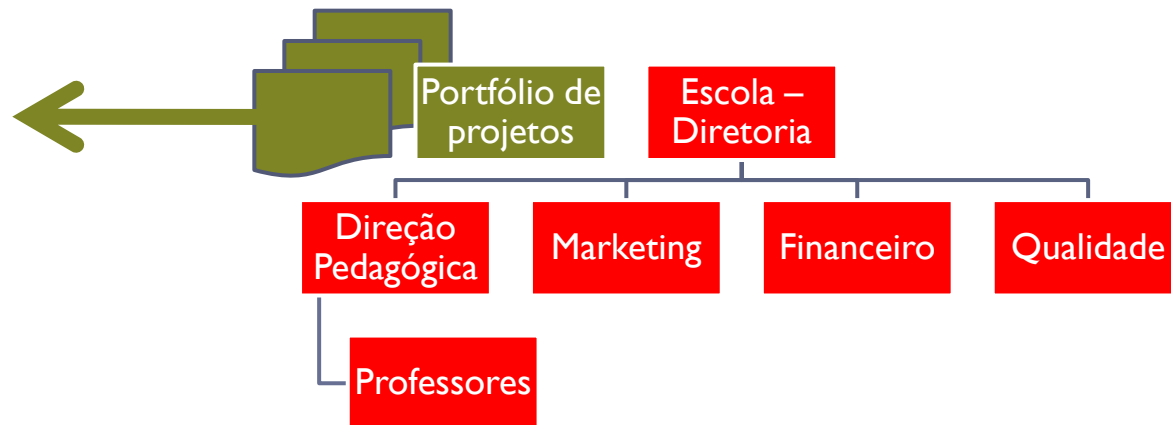 Portfólio de
projetos
Escola –
Diretoria
Direção
Pedagógica
Marketing
Financeiro
Qualidade
Professores